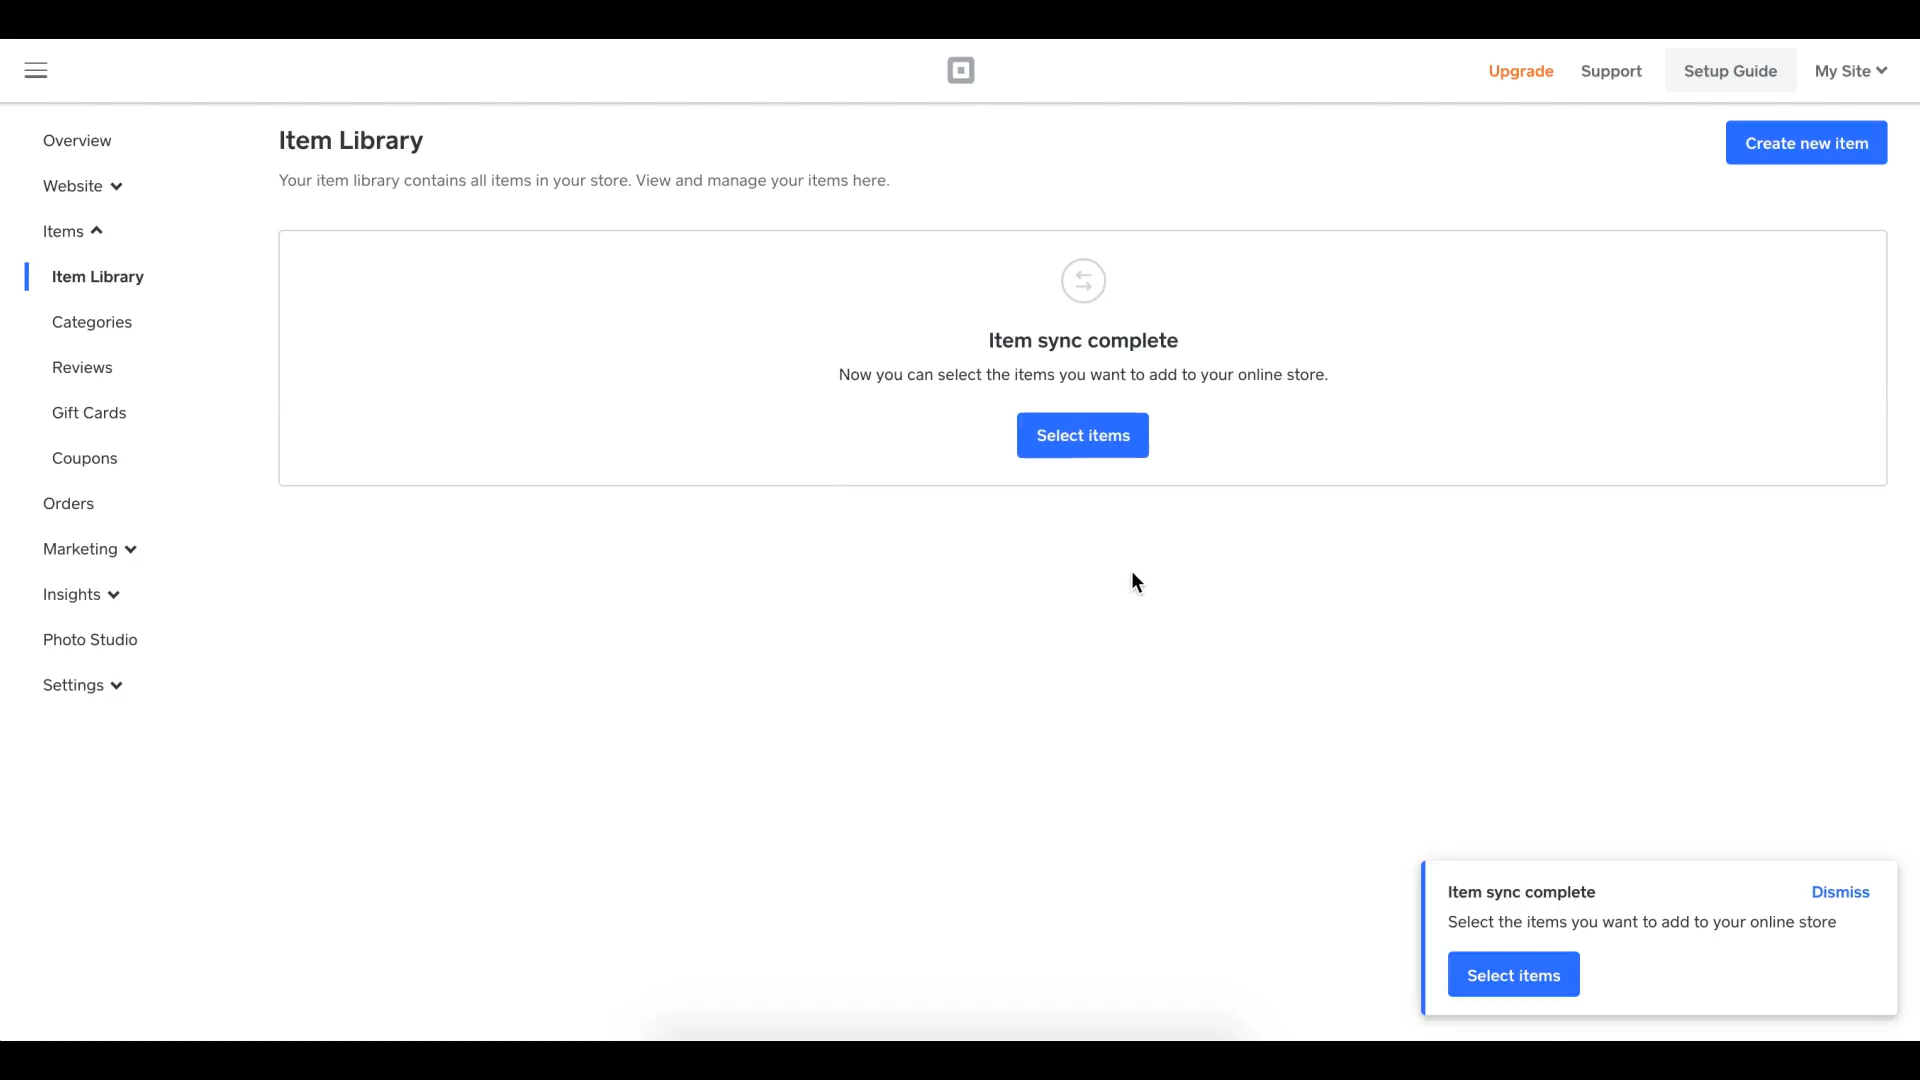 Upgrade
Support
Setup Guide
My Site
Overview
Website
Items
Item Library
Categories
Reviews
Gift Cards
Coupons
Orders
Marketing
Insights
Photo Studio
Settings
Item Library
Create new item
Your item library contains all items in your store. View and manage your items here.
Item sync complete
Now you can select the items you want to add to your online store.
Select items
Item sync complete
Dismiss
Select the items you want to add to your online store
Select items